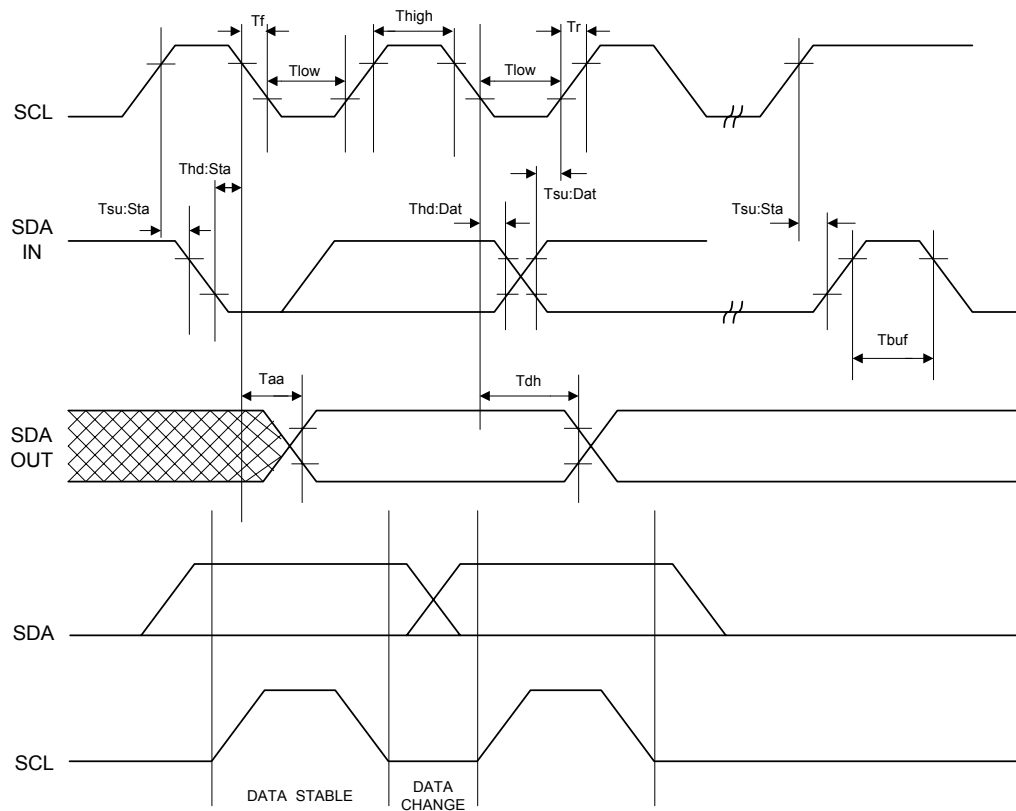 Tf
Thigh
Tr
Tlow
Tlow
SCL
Thd:Sta
Tsu:Sta
Thd:Dat
Tsu:Dat
Tsu:Sta
SDA
IN
Tbuf
Taa
Tdh
SDA
OUT
SDA
SCL
DATA STABLE
DATA
CHANGE